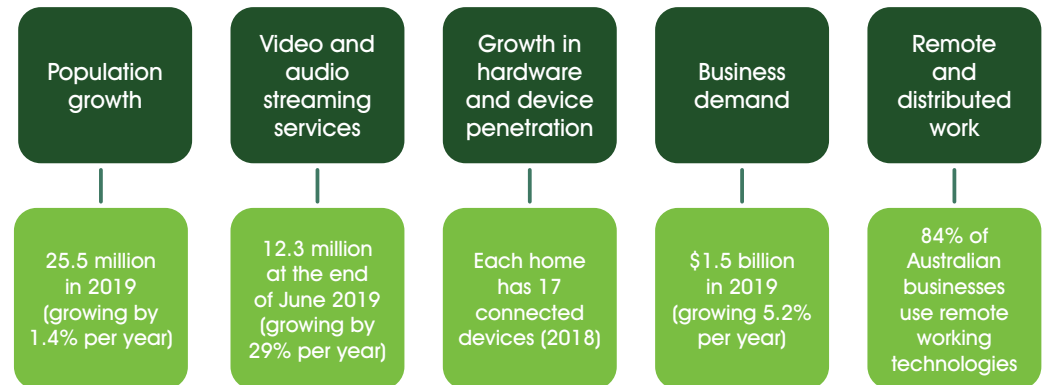 Population
growth
Video and
audio
streaming
services
Growth in
hardware
and device
penetration
Business
demand
Remote
and
distributed
work
25.5 million
in 2019
(growing by
1.4% per year)
12.3 million
at the end
of June 2019
(growing by
29% per year)
Each home
has 17
connected
devices (2018)
$1.5 billion
in 2019
(growing 5.2%
per year)
84% of
Australian
businesses
use remote
working
technologies